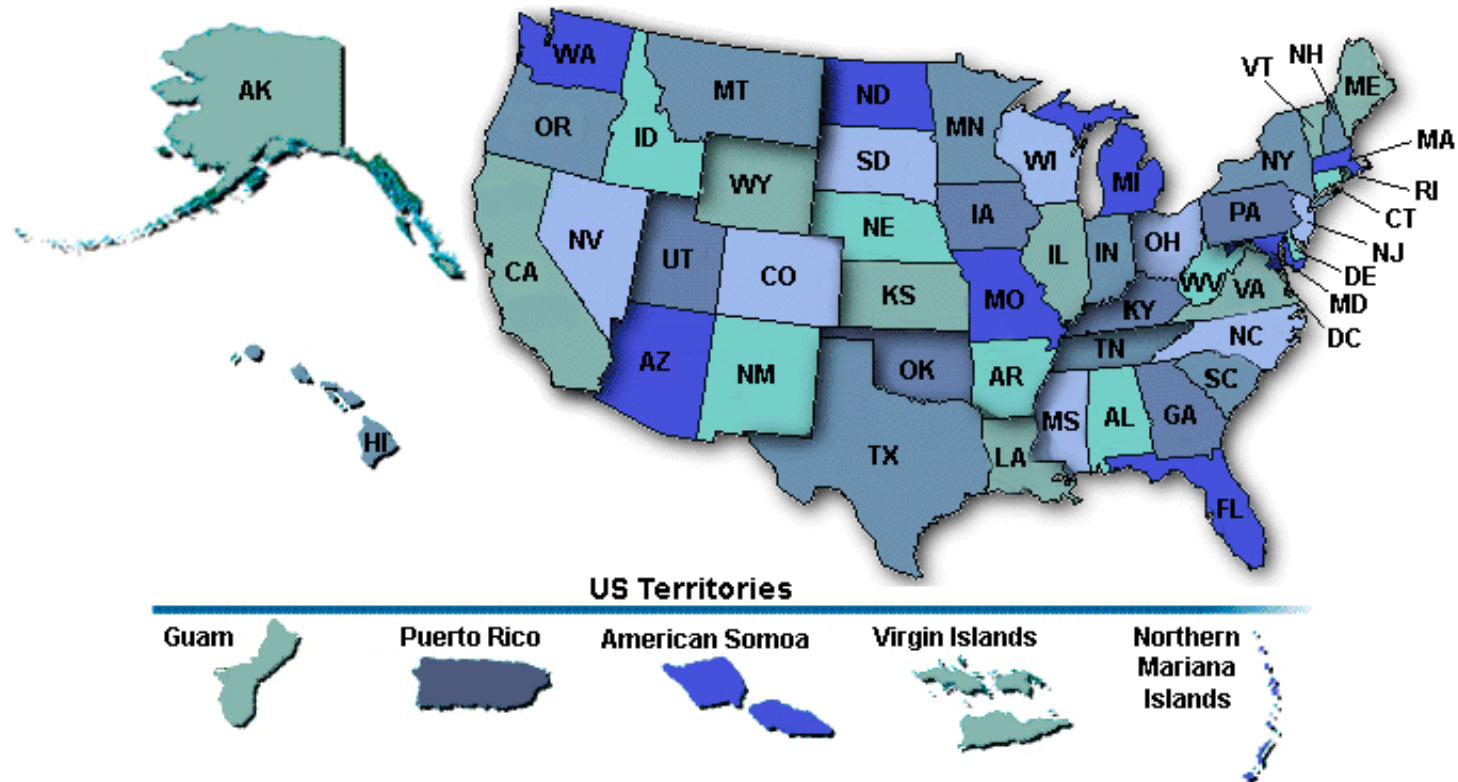 AK
WA
MT
ND
MN
OR
ID
SD
WI
MI
NH
VT
ME
NY
MA
WY
IA
PA
RI
CT
NE
NV
UT
CO
CA
IL
IN
OH
NJ
DE
KS
MO
WV
VA
MD
KY
DC
NC
TN
AZ
NM
OK
AR
SC
HI
MS
AL
GA
TX
LA
FL
US Territories
Guam
Puerto Rico
American Somoa
Virgin Islands
Northern
Mariana
Islands